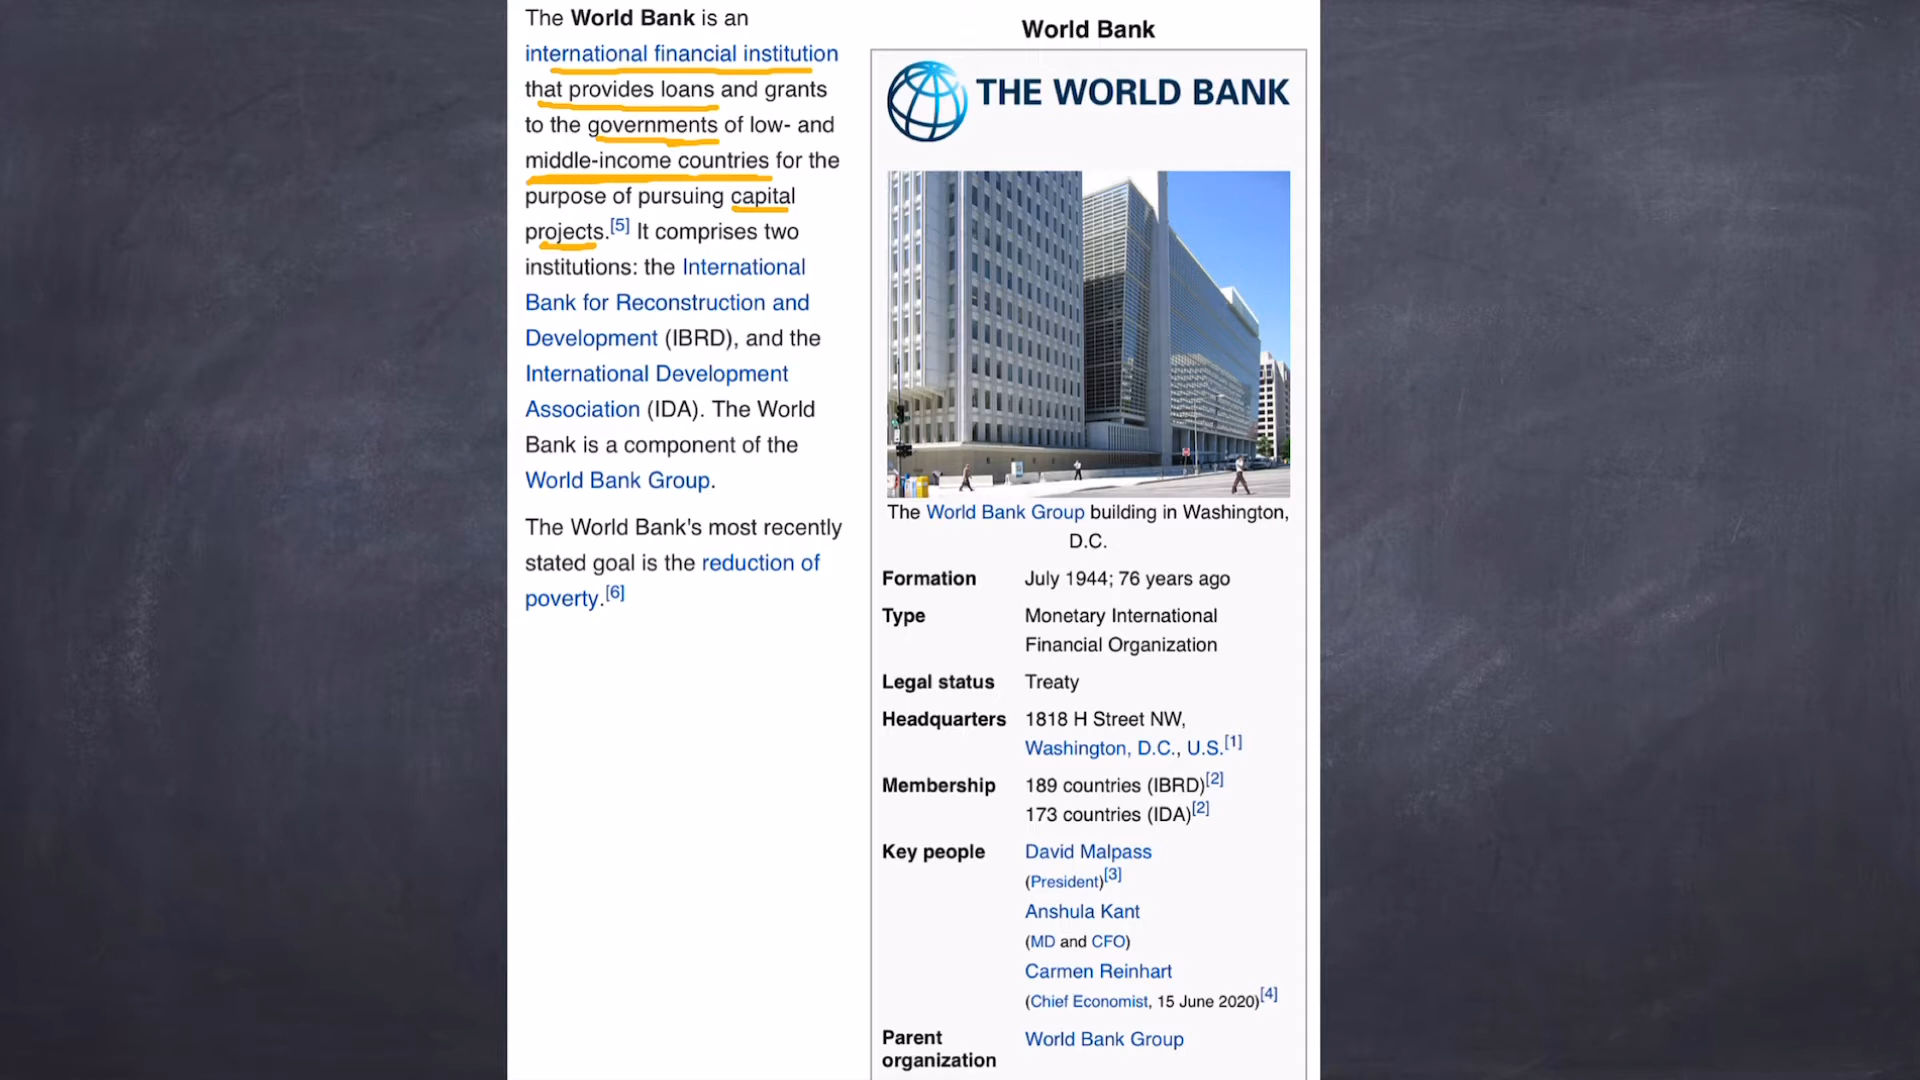 The World Bank is an
international financial institution
that provides loans and grants
to the governments of low- and
middle-income countries for the
purpose of pursuing capital
projects.[5] It comprises two
institutions: the International
Bank for Reconstruction and
Development (IBRD), and the
International Development
Association (IDA). The World
Bank is a component of the
World Bank Group.
The World Bank's most recently
stated goal is the reduction of
poverty.[6]
World Bank
THE WORLD BANK
The World Bank Group building in Washington,
D.C.
Formation July 1944; 76 years ago
Type Monetary International
Financial Organization
Legal status Treaty
Headquarters 1818 H Street NW,
Washington, D.C., U.S.[1]
Membership 189 countries (IBRD)[2]
173 countries (IDA)[2]
Key people David Malpass
(President)[3]
Anshula Kant
(MD and CFO)
Carmen Reinhart
(Chief Economist, 15 June 2020)[4]
Parent World Bank Group
organization